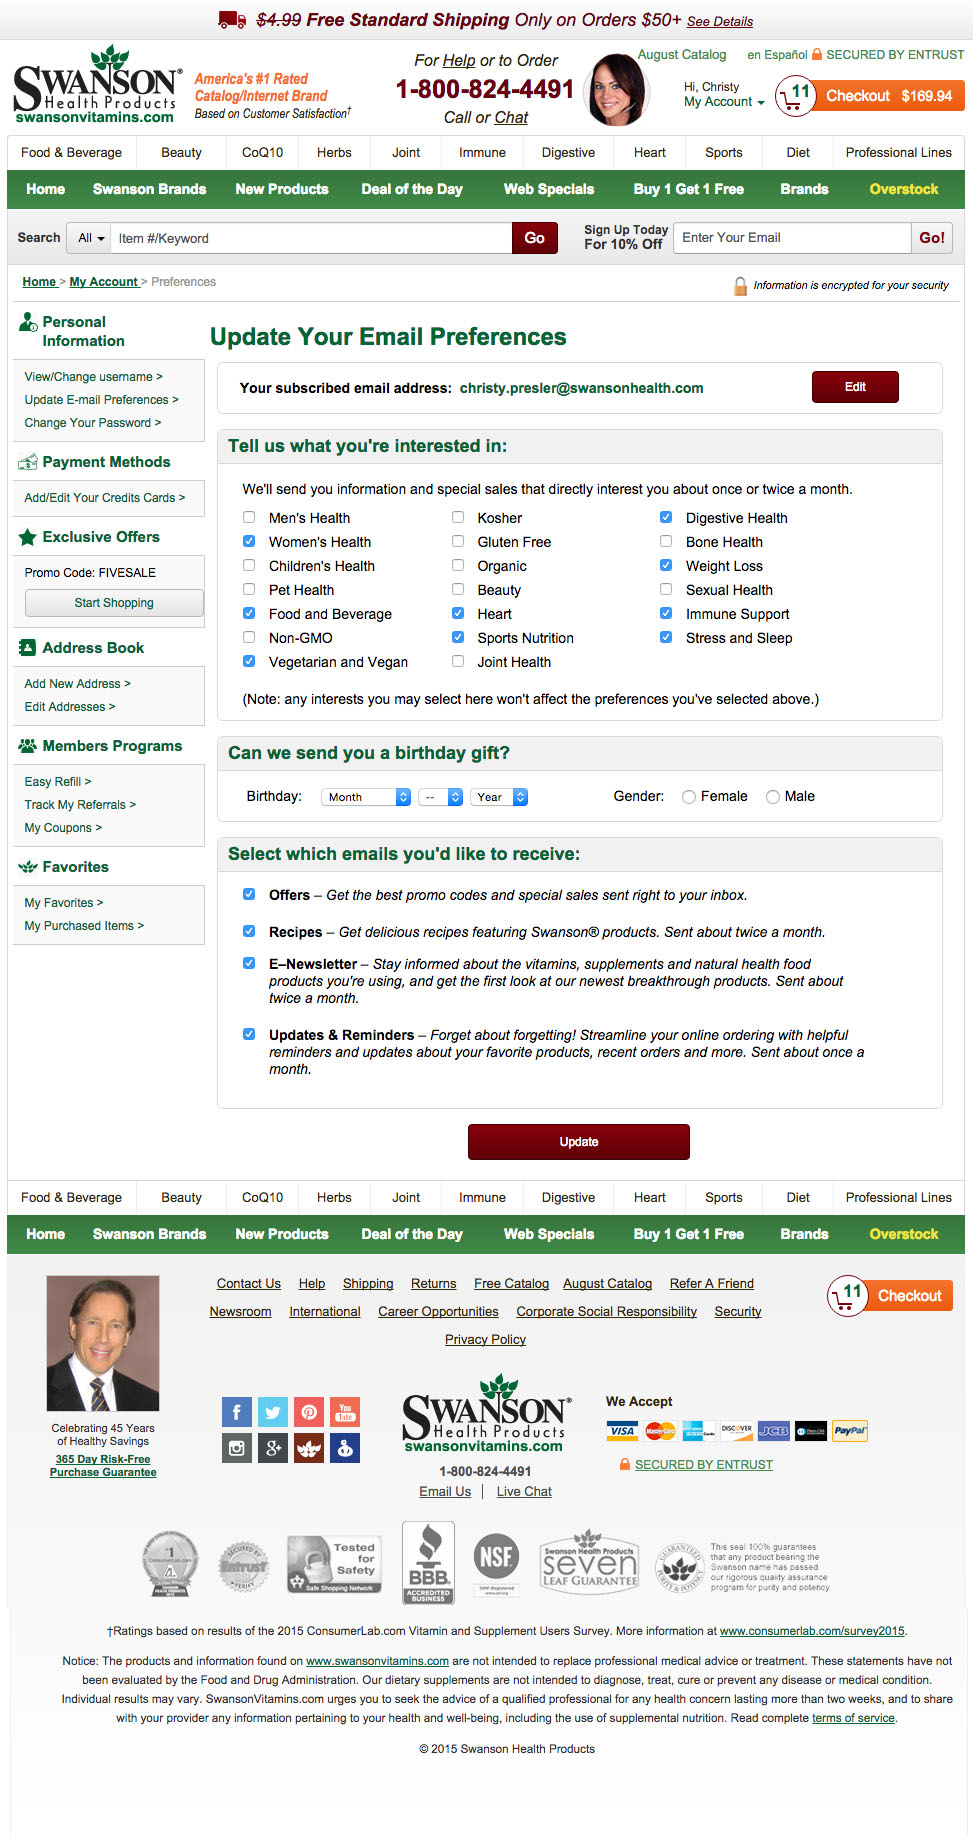 $4.99 Free Standard Shipping Only on Orders $50+ See Details
August Catalog en Español SECURED BY ENTRUST
SWANSON®
Health Products
swansonvitamins.com
America's #1 Rated
Catalog/Internet Brand
Based on Customer Satisfaction†
For Help or to Order
1-800-824-4491
Call or Chat
Hi, Christy
My Account
11 Checkout $169.94
Food & Beverage Beauty CoQ10 Herbs Joint Immune Digestive Heart Sports Diet Professional Lines
Home Swanson Brands New Products Deal of the Day Web Specials Buy 1 Get 1 Free Brands Overstock
Search All Item #/Keyword Go
Sign Up Today
For 10% Off
Enter Your Email Go!
Home > My Account > Preferences
Information is encrypted for your security
Personal
Information
View/Change username >
Update E-mail Preferences >
Change Your Password >
Payment Methods
Add/Edit Your Credits Cards >
Exclusive Offers
Promo Code: FIVESALE
Start Shopping
Address Book
Add New Address >
Edit Addresses >
Members Programs
Easy Refill >
Track My Referrals >
My Coupons >
Favorites
My Favorites >
My Purchased Items >
Update Your Email Preferences
Your subscribed email address: christy.presler@swansonhealth.com Edit
Tell us what you're interested in:
We'll send you information and special sales that directly interest you about once or twice a month.
Men's Health Kosher Digestive Health
Women's Health Gluten Free Bone Health
Children's Health Organic Weight Loss
Pet Health Beauty Sexual Health
Food and Beverage Heart Immune Support
Non-GMO Sports Nutrition Stress and Sleep
Vegetarian and Vegan Joint Health
(Note: any interests you may select here won't affect the preferences you've selected above.)
Can we send you a birthday gift?
Birthday: Month -- Year Gender: Female Male
Select which emails you'd like to receive:
Offers – Get the best promo codes and special sales sent right to your inbox.
Recipes – Get delicious recipes featuring Swanson® products. Sent about twice a month.
E–Newsletter – Stay informed about the vitamins, supplements and natural health food
products you're using, and get the first look at our newest breakthrough products. Sent about
twice a month.
Updates & Reminders – Forget about forgetting! Streamline your online ordering with helpful
reminders and updates about your favorite products, recent orders and more. Sent about once a
month.
Update
Food & Beverage Beauty CoQ10 Herbs Joint Immune Digestive Heart Sports Diet Professional Lines
Home Swanson Brands New Products Deal of the Day Web Specials Buy 1 Get 1 Free Brands Overstock
Contact Us Help Shipping Returns Free Catalog August Catalog Refer A Friend
Newsroom International Career Opportunities Corporate Social Responsibility Security
Privacy Policy
11 Checkout
Celebrating 45 Years
of Healthy Savings
365 Day Risk-Free
Purchase Guarantee
f You Tube
g+
SWANSON®
Health Products
swansonvitamins.com
1-800-824-4491
Email Us | Live Chat
We Accept
VISA MasterCard DISCOVER JCB PayPal
SECURED BY ENTRUST
#1
ConsumerLab.com
SECURED BY
Entrust
VERIFY
Tested
for
Safety
Safe Shopping Network
BBB
ACCREDITED
BUSINESS
NSF
GMP Registered
Swanson Health Products
seven
LEAF GUARANTEE
GUARANTEED
PURITY & POTENCY
This seal 100% guarantees
that any product bearing the
Swanson name has passed
our rigorous quality assurance
program for purity and potency
†Ratings based on results of the 2015 ConsumerLab.com Vitamin and Supplement Users Survey. More information at www.consumerlab.com/survey2015.
Notice: The products and information found on www.swansonvitamins.com are not intended to replace professional medical advice or treatment. These statements have not
been evaluated by the Food and Drug Administration. Our dietary supplements are not intended to diagnose, treat, cure or prevent any disease or medical condition.
Individual results may vary. SwansonVitamins.com urges you to seek the advice of a qualified professional for any health concern lasting more than two weeks, and to share
with your provider any information pertaining to your health and well-being, including the use of supplemental nutrition. Read complete terms of service.
© 2015 Swanson Health Products